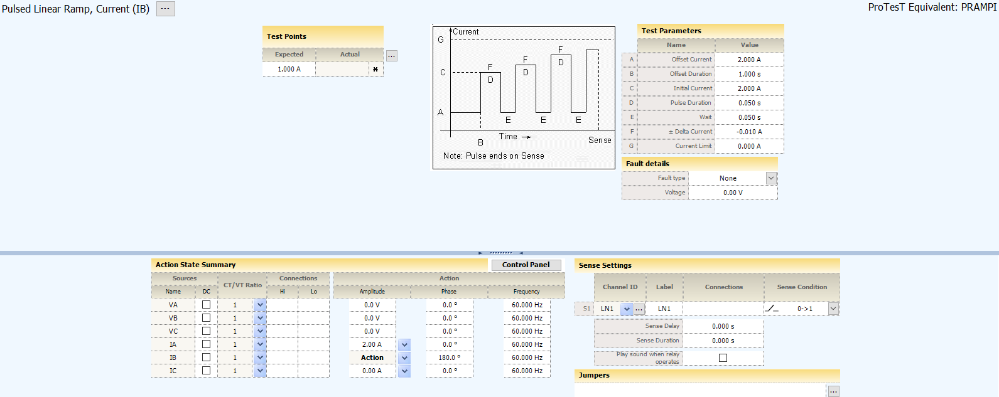 Pulsed Linear Ramp, Current (IB) ...
ProTesT Equivalent: PRAMPI
Test Points
Expected Actual
...
1.000 A
Current
G
F
F D
F D
C D
A
E E E
Time
B Sense
Note: Pulse ends on Sense
Test Parameters
Name Value
A Offset Current 2.000 A
B Offset Duration 1.000 s
C Initial Current 2.000 A
D Pulse Duration 0.050 s
E Wait 0.050 s
F ± Delta Current -0.010 A
G Current Limit 0.000 A
Fault details
Fault type None
Voltage 0.00 V
Action State Summary Control Panel
Sources CT/VT Ratio Connections Action
Name DC Hi Lo Amplitude Phase Frequency
VA 1 0.0 V 0.0 º 60.000 Hz
VB 1 0.0 V 0.0 º 60.000 Hz
VC 1 0.0 V 0.0 º 60.000 Hz
IA 1 2.00 A 0.0 º 60.000 Hz
IB 1 Action 180.0 º 60.000 Hz
IC 1 0.00 A 0.0 º 60.000 Hz
Sense Settings
Channel ID Label Connections Sense Condition
S1 LN1 ... LN1 0->1
Sense Delay 0.000 s
Sense Duration 0.000 s
Play sound when relay
operates
Jumpers
...